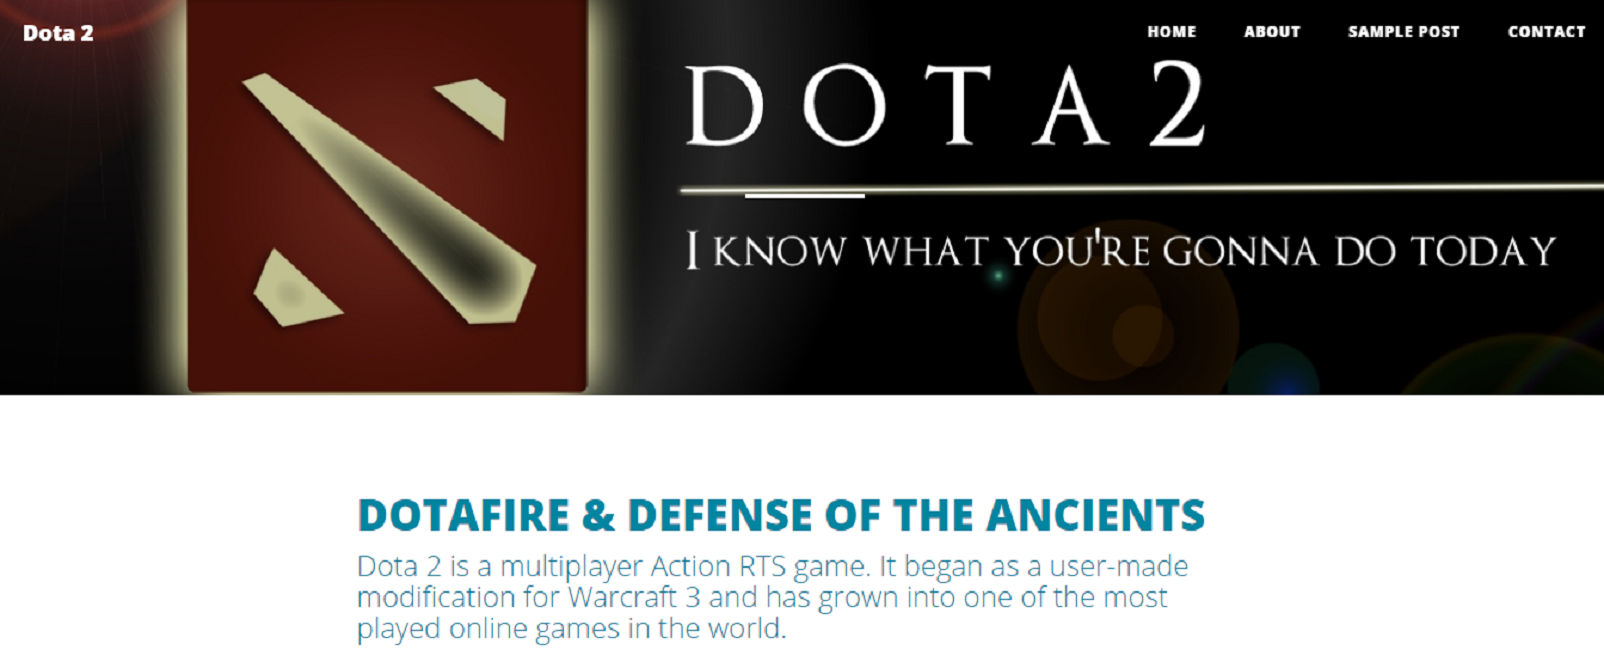 Dota 2
HOME ABOUT SAMPLE POST CONTACT
DOTA 2
I KNOW WHAT YOU'RE GONNA DO TODAY
DOTAFIRE & DEFENSE OF THE ANCIENTS
Dota 2 is a multiplayer Action RTS game. It began as a user-made
modification for Warcraft 3 and has grown into one of the most
played online games in the world.